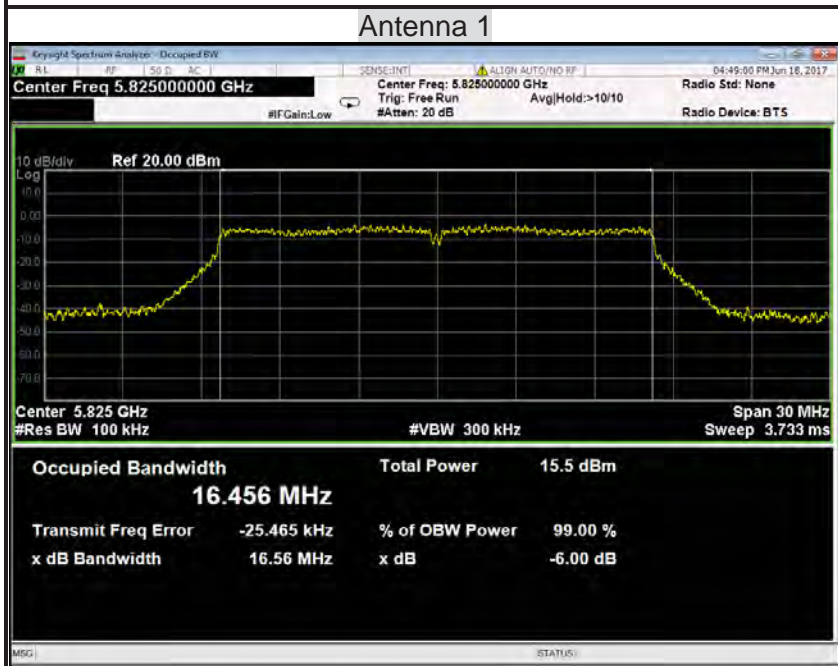 Antenna 1
Keysight Spectrum Analyzer - Occupied BW
RL RF 50 Ω AC SENSE:INT ALIGN AUTO/NO RF 04:49:00 PM Jun 18, 2017
Center Freq 5.825000000 GHz Center Freq: 5.825000000 GHz Radio Std: None
Trig: Free Run Avg|Hold:>10/10
#IFGain:Low #Atten: 20 dB Radio Device: BTS
10 dB/div Ref 20.00 dBm
Log
10.0
0.00
-10.0
-20.0
-30.0
-40.0
-50.0
-60.0
-70.0
Center 5.825 GHz Span 30 MHz
#Res BW 100 kHz #VBW 300 kHz Sweep 3.733 ms
Occupied Bandwidth Total Power 15.5 dBm
16.456 MHz
Transmit Freq Error -25.465 kHz % of OBW Power 99.00 %
x dB Bandwidth 16.56 MHz x dB -6.00 dB
MSG STATUS